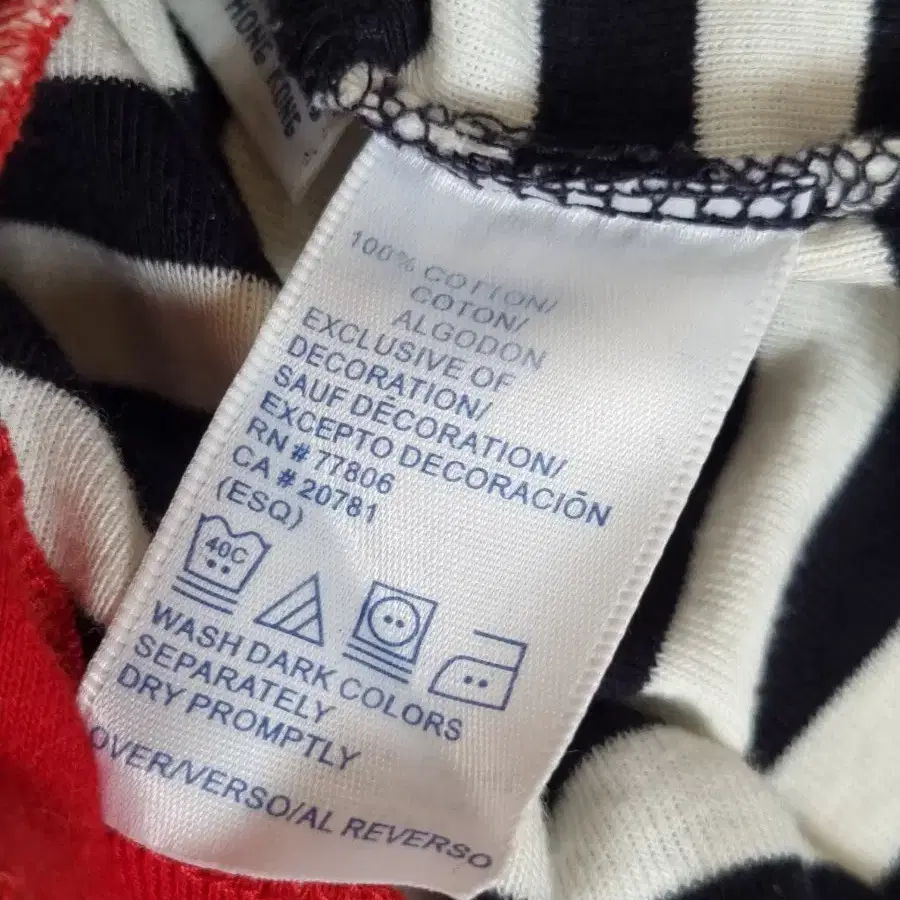 HONG KONG
100% COTTON/
COTON/
ALGODON
EXCLUSIVE OF
DECORATION/
SAUF DÉCORATION/
EXCEPTO DECORACIÓN
RN # 77806
CA # 20781
(ESQ)
40C
WASH DARK COLORS
SEPARATELY
DRY PROMPTLY
OVER/VERSO/AL REVERSO